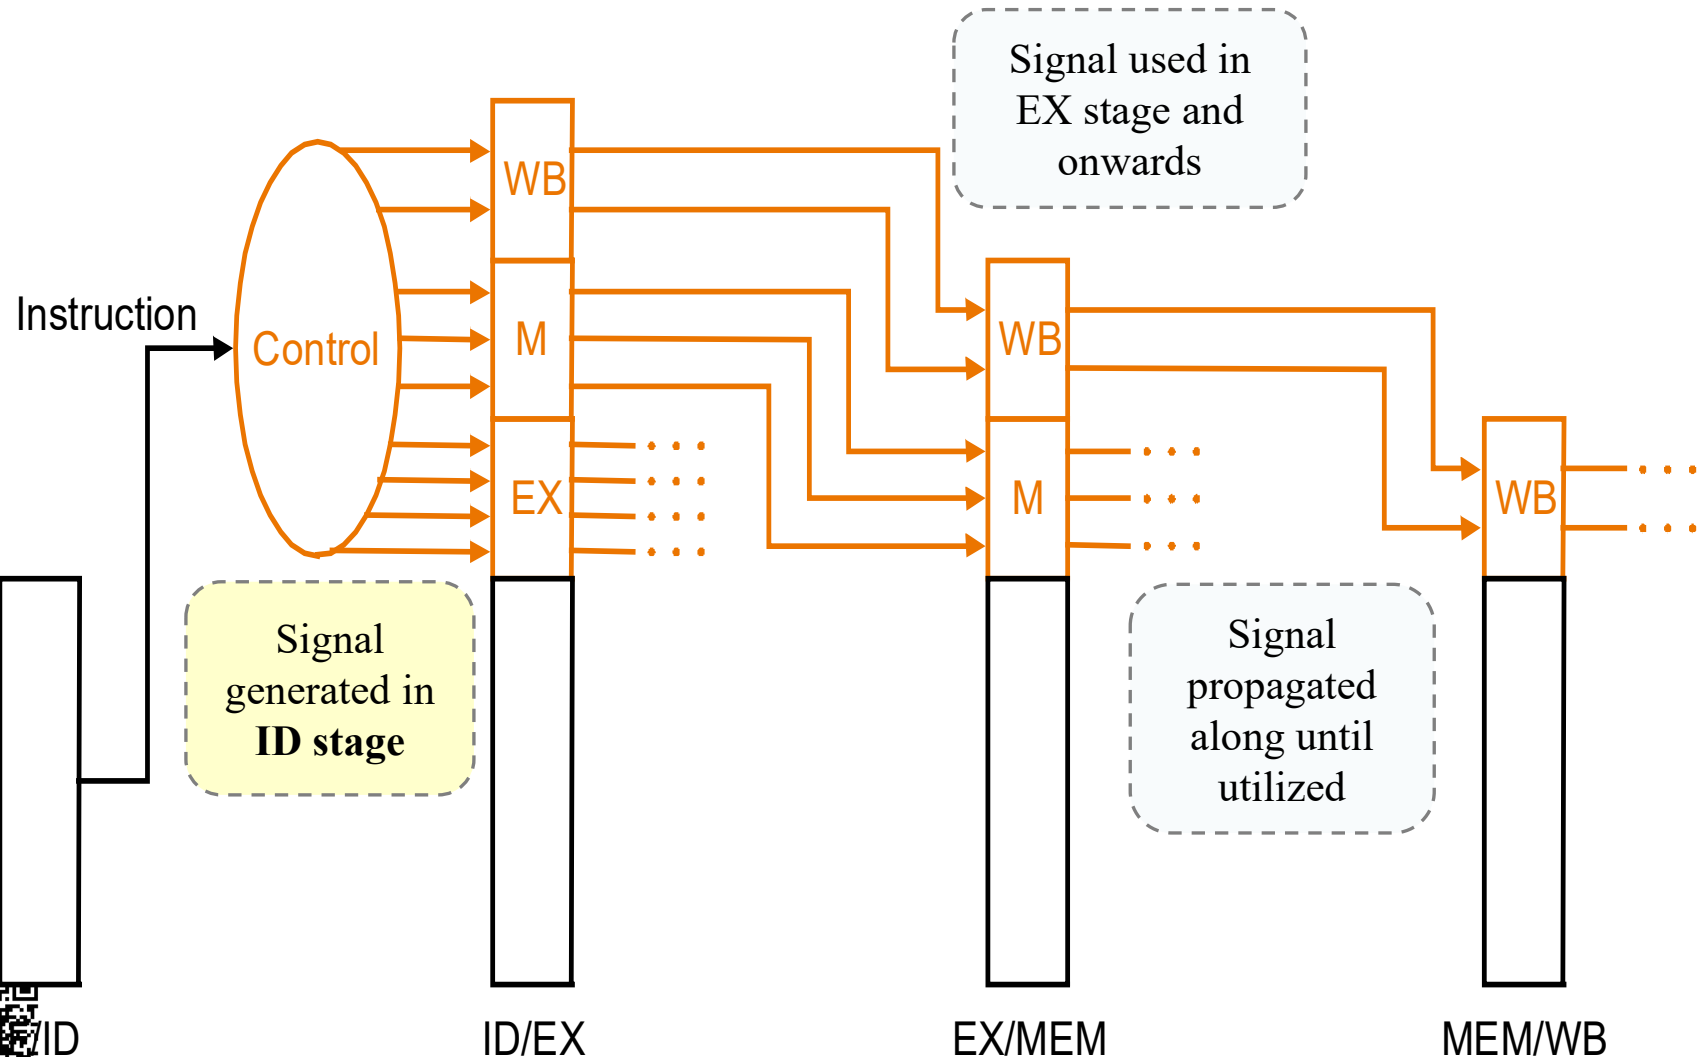 Signal used in
EX stage and
onwards
WB
Instruction
Control
M
WB
EX
M
WB
Signal
generated in
ID stage
Signal
propagated
along until
utilized
/ID
ID/EX
EX/MEM
MEM/WB